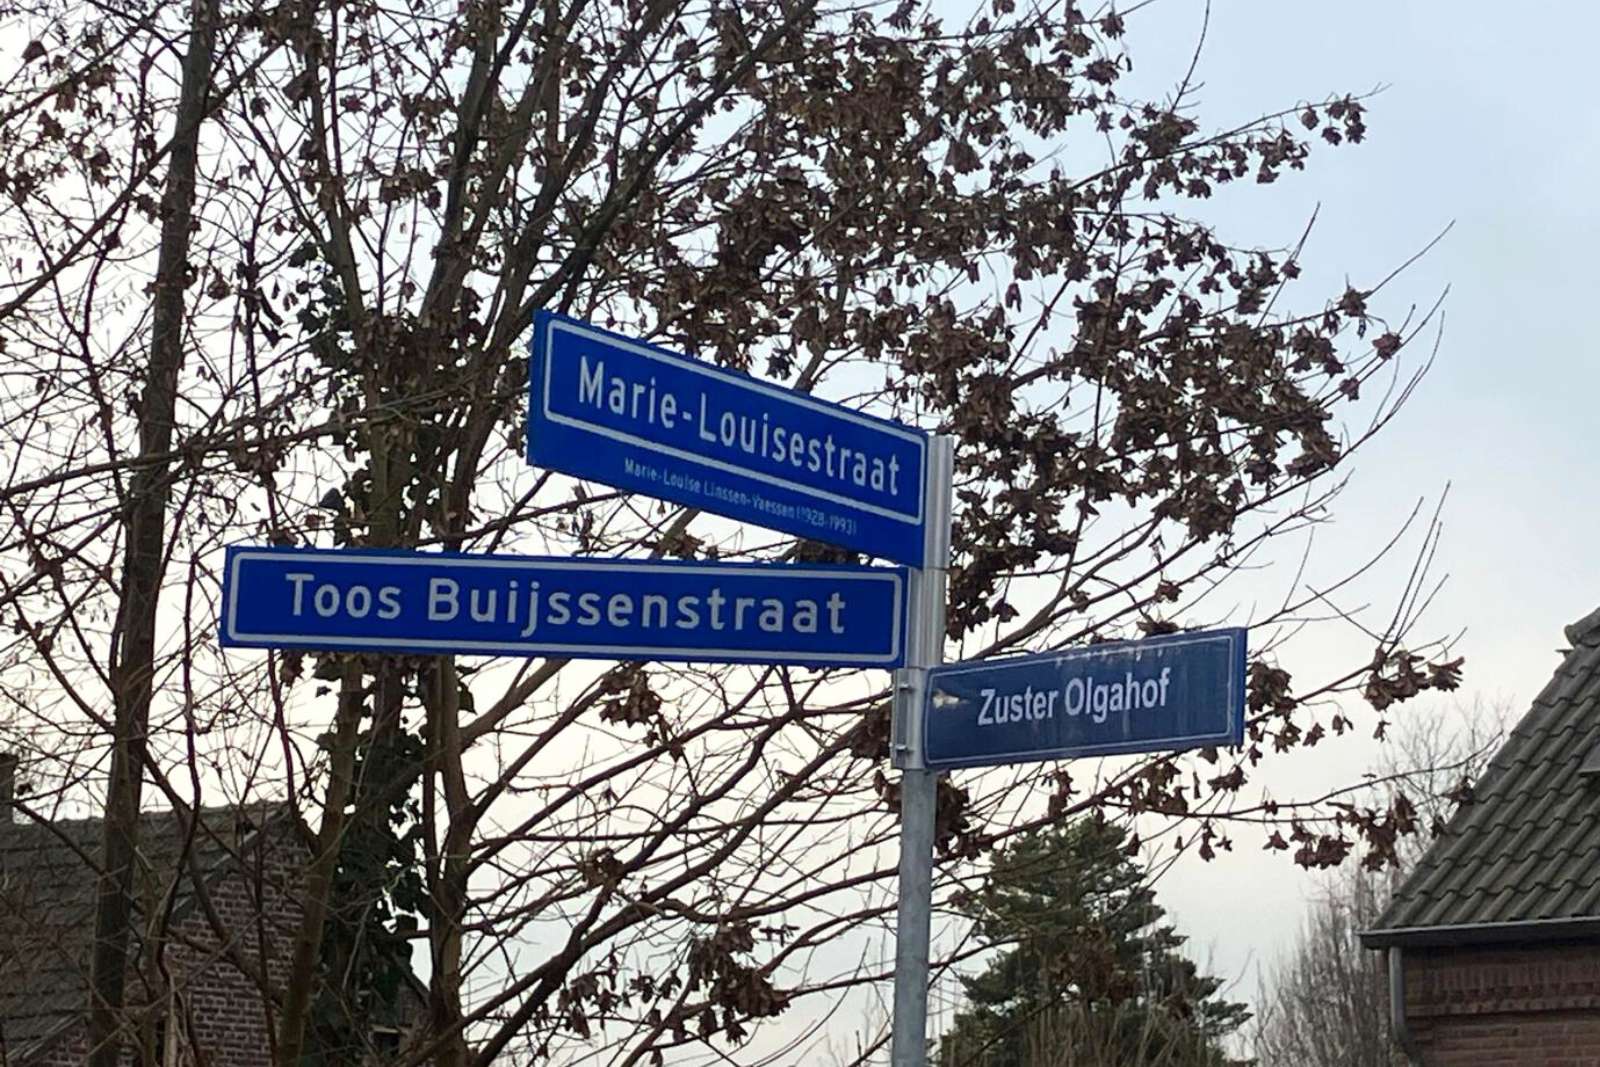 Marie-Louisestraat
Marie-Louise Linssen-Vaessen (1928-1993)
Toos Buijssenstraat
Zuster Olgahof